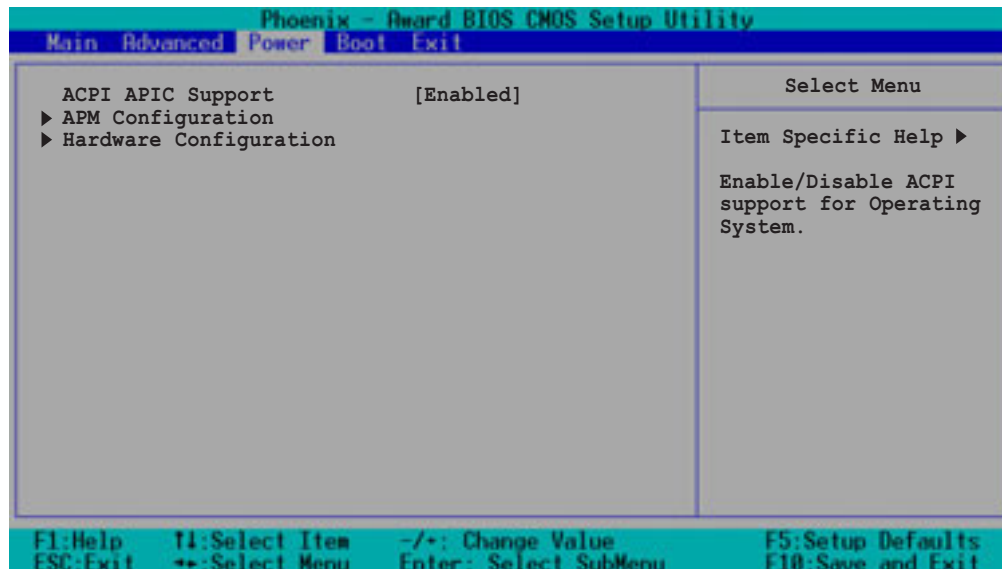 Phoenix - Award BIOS CMOS Setup Utility
Main Advanced Power Boot Exit
ACPI APIC Support [Enabled]
APM Configuration
Hardware Configuration
Select Menu
Item Specific Help
Enable/Disable ACPI
support for Operating
System.
F1:Help ↑↓:Select Item -/+: Change Value F5:Setup Defaults
ESC:Exit →←:Select Menu Enter: Select SubMenu F10:Save and Exit